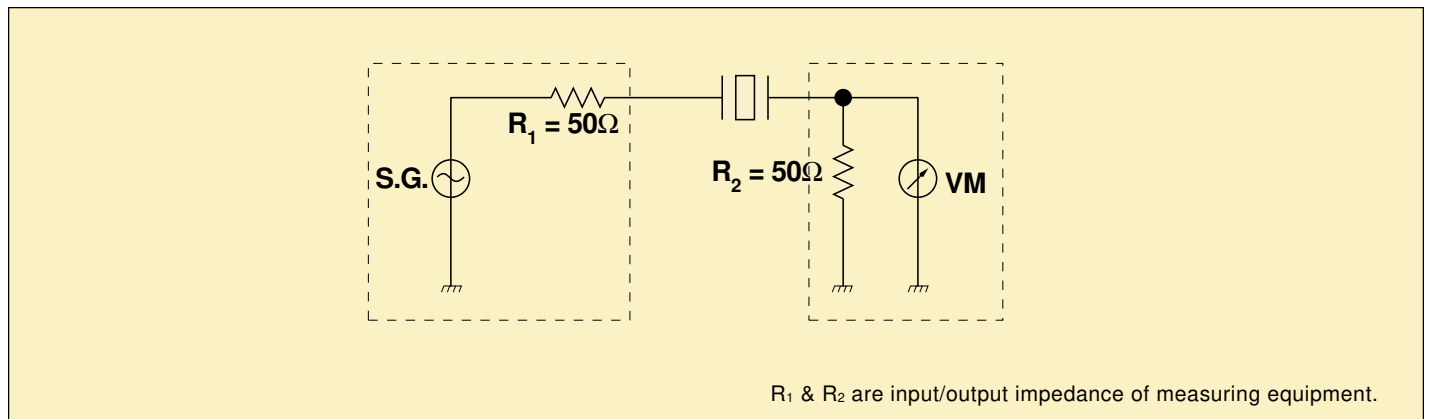 R₁ = 50Ω
S.G.
R₂ = 50Ω
VM
R₁ & R₂ are input/output impedance of measuring equipment.